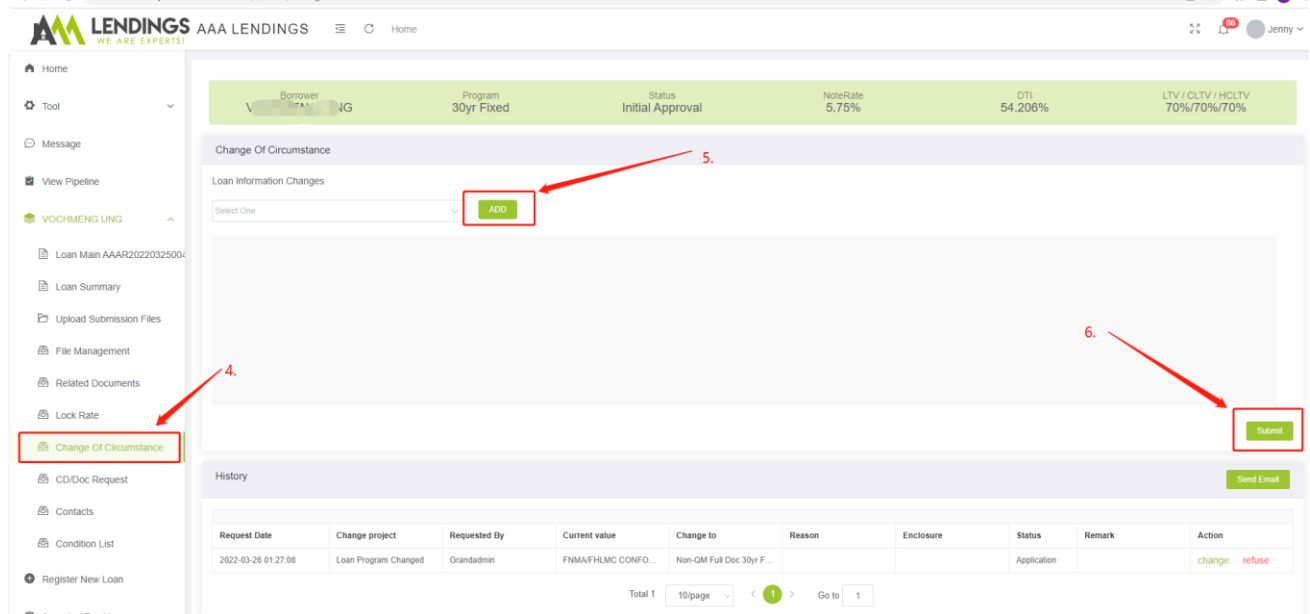 LENDINGS
WE ARE EXPERTS!
AAA LENDINGS
Home
86
Jenny
Home
Tool
Message
View Pipeline
VOCHMENG UNG
Loan Main AAAR20220325004
Loan Summary
Upload Submission Files
File Management
Related Documents
Lock Rate
4.
Change Of Circumstance
CD/Doc Request
Contacts
Condition List
Register New Loan
Borrower Program Status NoteRate DTI LTV / CLTV / HCLTV
30yr Fixed Initial Approval 5.75% 54.206% 70%/70%/70%
Change Of Circumstance
5.
Loan Information Changes
Select One ADD
6.
Submit
History Send Email
Request Date Change project Requested By Current value Change to Reason Enclosure Status Remark Action
2022-03-26 01:27:08 Loan Program Changed Grandadmin FNMA/FHLMC CONFO... Non-QM Full Doc 30yr F... Application change refuse
Total 1 10/page < 1 > Go to 1